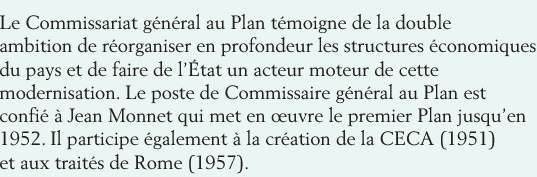 Le Commissariat général au Plan témoigne de la double
ambition de réorganiser en profondeur les structures économiques
du pays et de faire de l’État un acteur moteur de cette
modernisation. Le poste de Commissaire général au Plan est
confié à Jean Monnet qui met en œuvre le premier Plan jusqu’en
1952. Il participe également à la création de la CECA (1951)
et aux traités de Rome (1957).